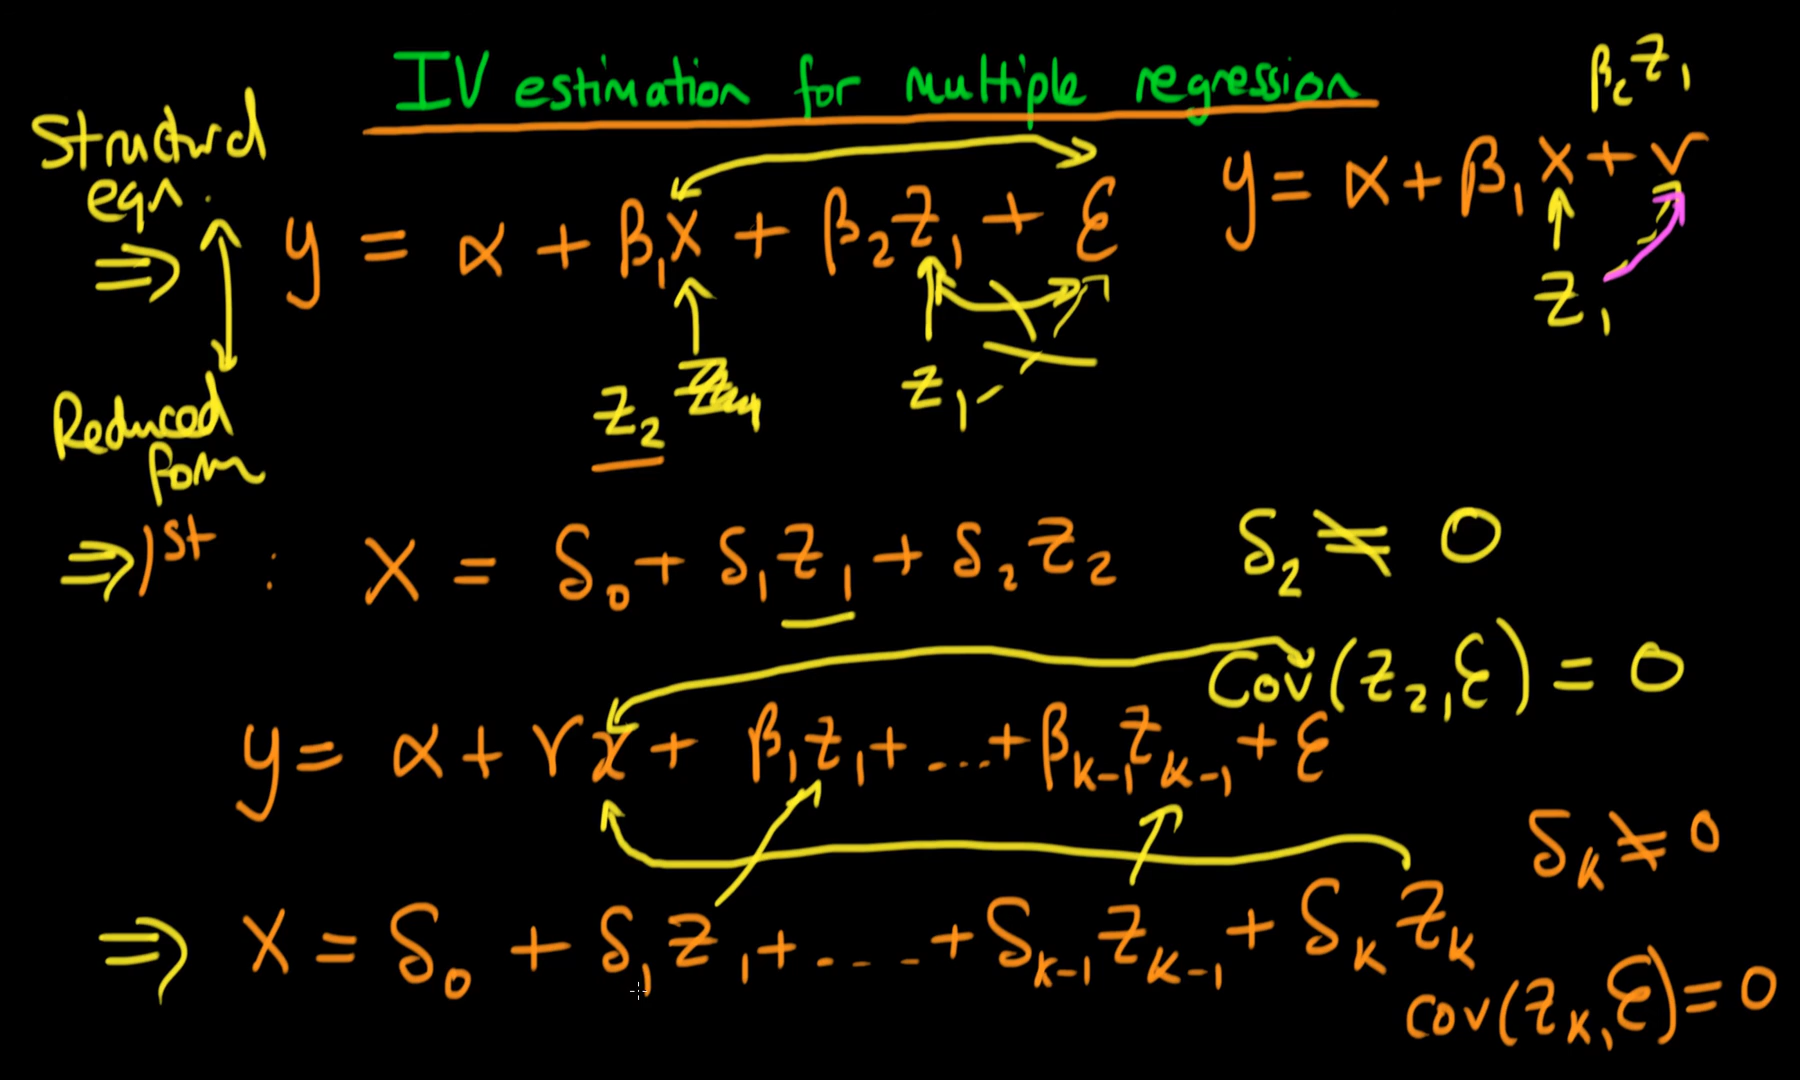 IV estimation for multiple regression
β₂z₁
Structural
eqn.
⇒ y = α + β₁x + β₂z₁ + ε
y = α + β₁x + v
z₁
z₂
z₁
Reduced
form
⇒ 1st : x = δ₀ + δ₁z₁ + δ₂z₂
δ₂ ≠ 0
Cov(z₂, ε) = 0
y = α + γx + β₁z₁ + ... + βₖ₋₁zₖ₋₁ + ε
δₖ ≠ 0
⇒ x = δ₀ + δ₁z₁ + .... + δₖ₋₁zₖ₋₁ + δₖzₖ
cov(zₖ, ε) = 0